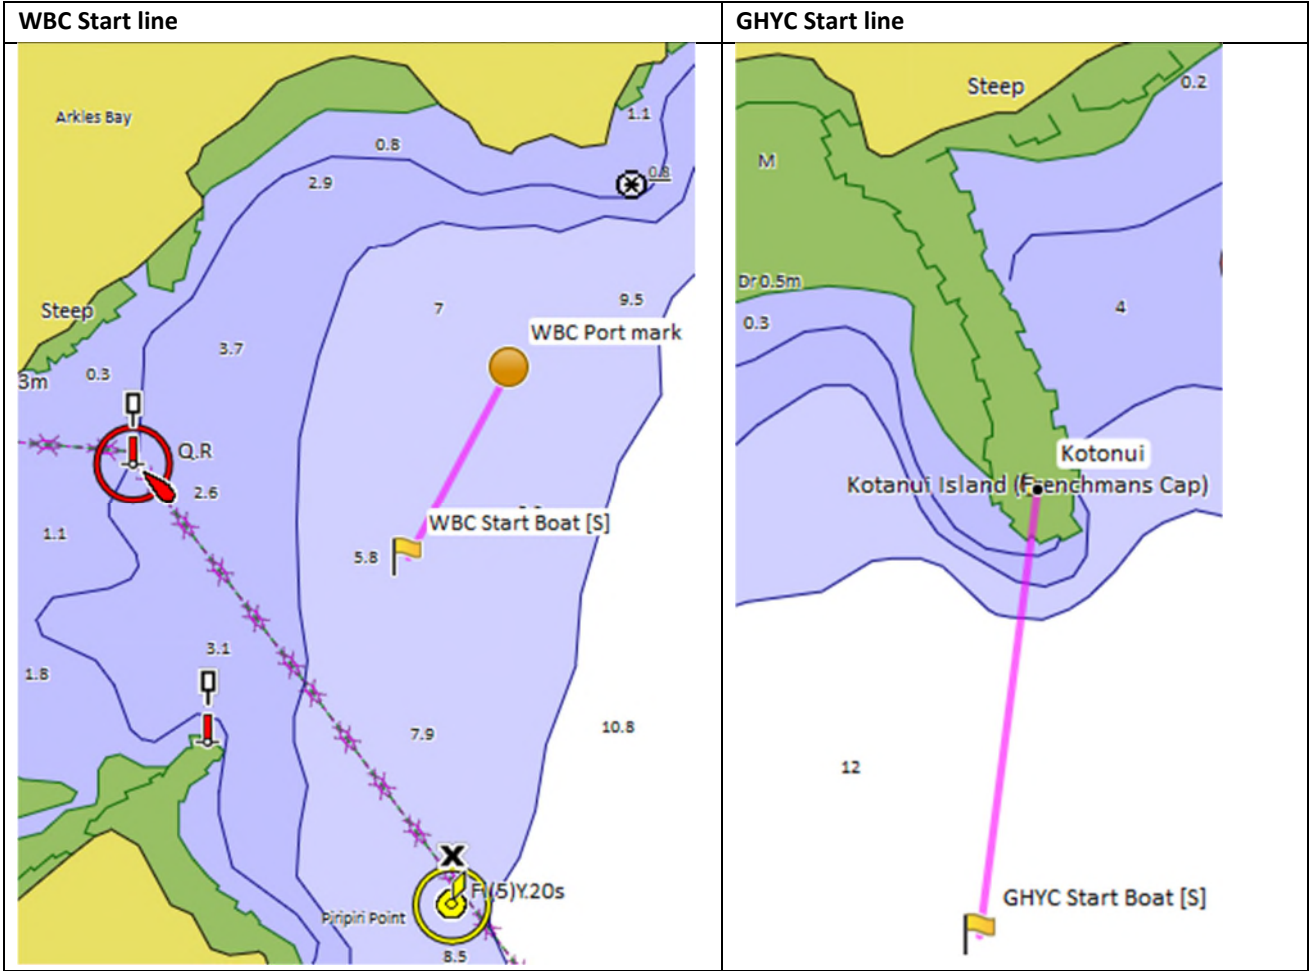 WBC Start line
GHYC Start line
Arkles Bay
1.1
0.8
0.8
2.9
Steep
7
9.5
WBC Port mark
3.7
3m
0.3
Q.R
2.6
1.1
WBC Start Boat [S]
5.8
3.1
1.8
7.9
10.8
X
Piripiri Point
8.5
Steep
0.2
M
Dr 0.5m
0.3
4
Kotonui
Kotanui Island (Frenchmans Cap)
12
GHYC Start Boat [S]